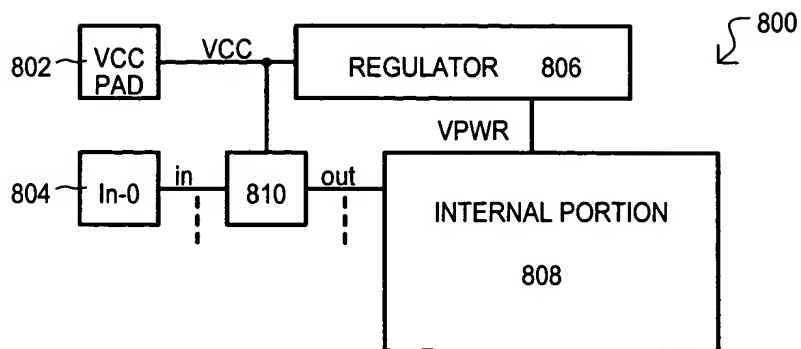 800
802
VCC
PAD
VCC
REGULATOR 806
VPWR
804
In-0
in
810
out
INTERNAL PORTION
808